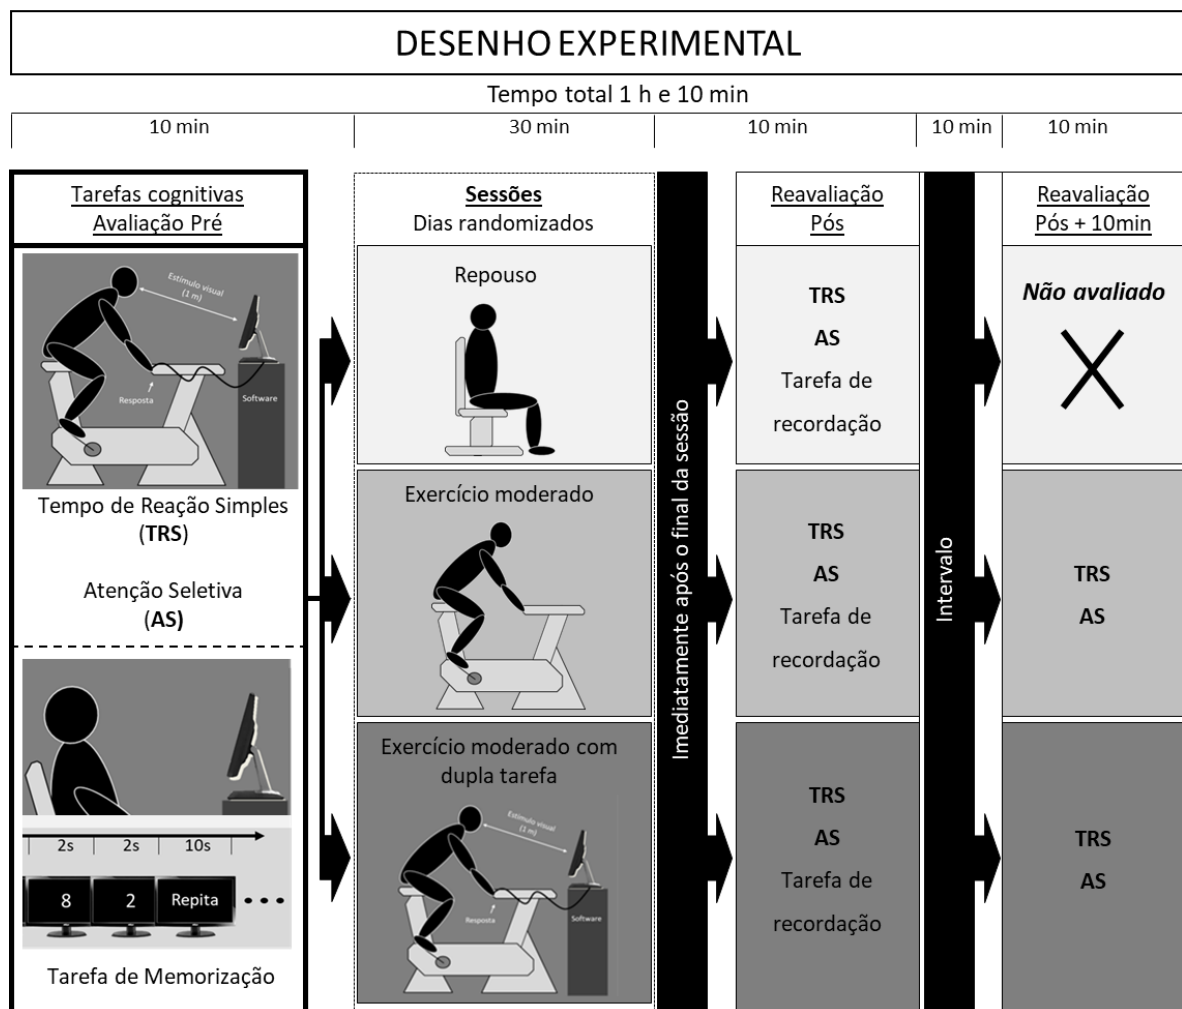 DESENHO EXPERIMENTAL
Tempo total 1 h e 10 min
10 min
30 min
10 min
10 min
10 min
Tarefas cognitivas
Avaliação Pré
Estímulo visual
(1 m)
Resposta
Software
Tempo de Reação Simples
(TRS)
Atenção Seletiva
(AS)
2s
2s
10s
8
2
Repita
Tarefa de Memorização
Sessões
Dias randomizados
Repouso
Exercício moderado
Exercício moderado com
dupla tarefa
Estímulo visual
(1 m)
Resposta
Software
Imediatamente após o final da sessão
Reavaliação
Pós
TRS
AS
Tarefa de
recordação
TRS
AS
Tarefa de
recordação
TRS
AS
Tarefa de
recordação
Intervalo
Reavaliação
Pós + 10min
Não avaliado
TRS
AS
TRS
AS